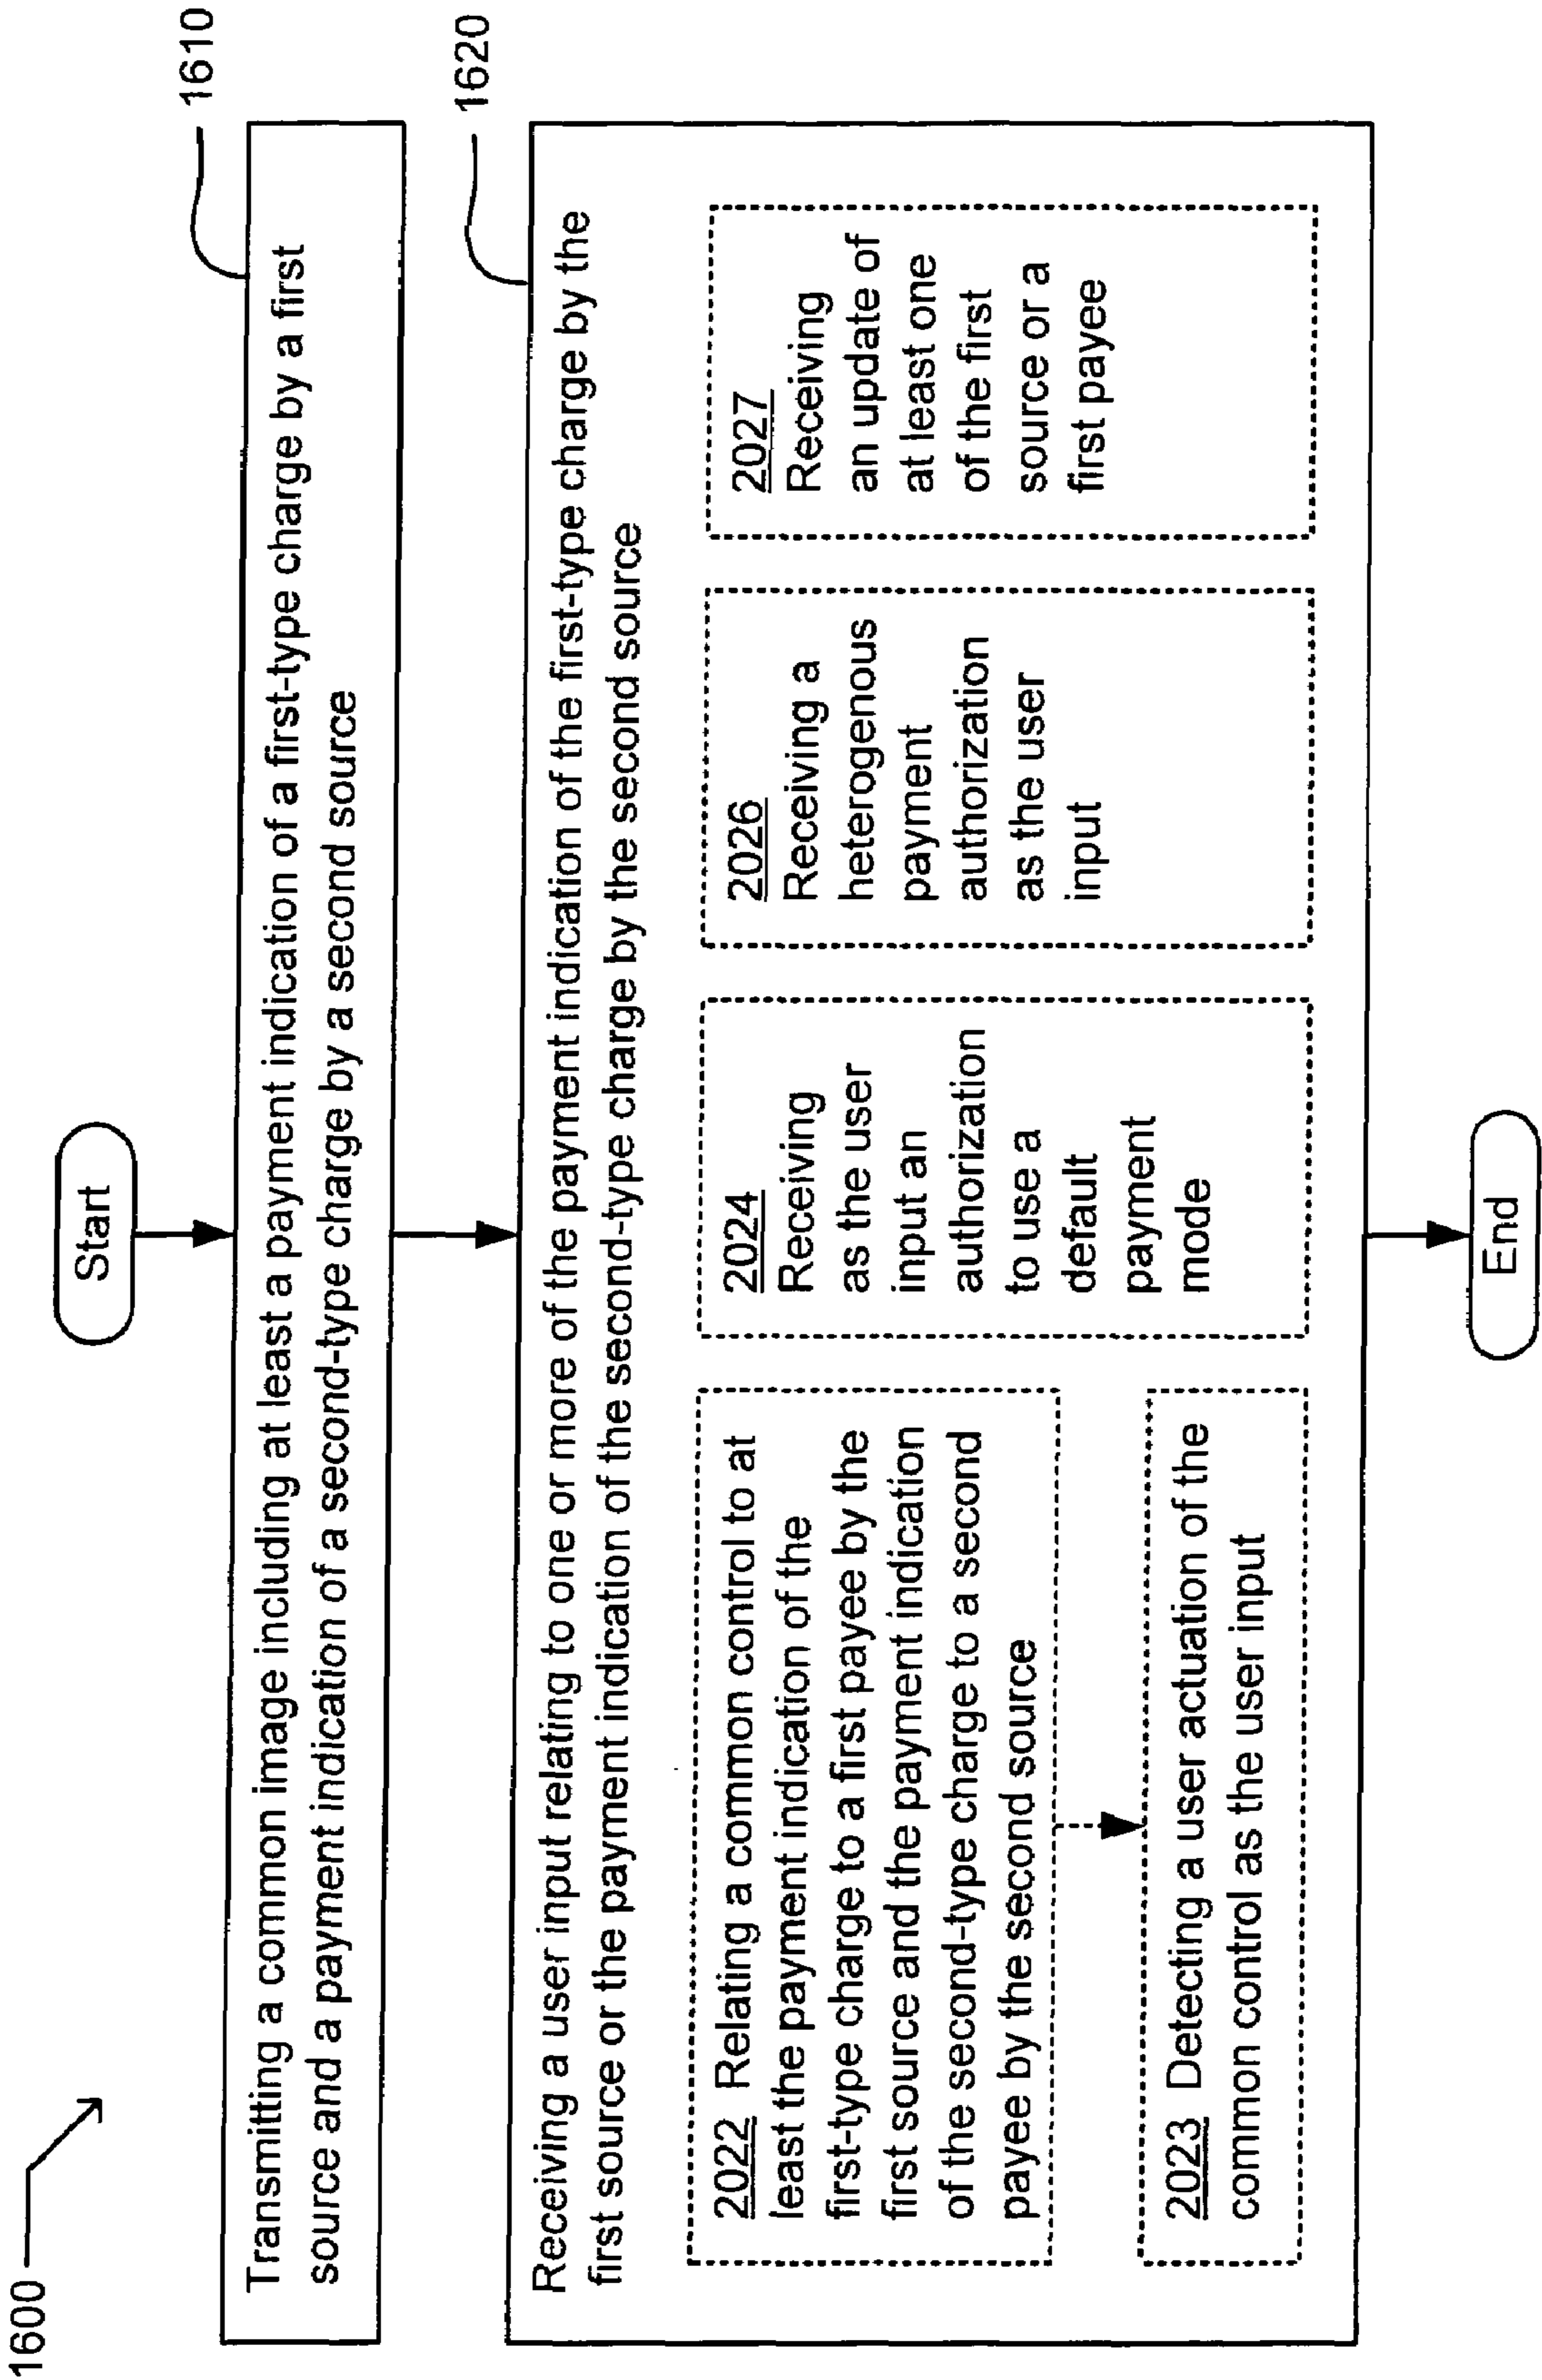 1600
Start
1610
Transmitting a common image including at least a payment indication of a first-type charge by a first
source and a payment indication of a second-type charge by a second source
1620
Receiving a user input relating to one or more of the payment indication of the first-type charge by the
first source or the payment indication of the second-type charge by the second source
2022 Relating a common control to at
least the payment indication of the
first-type charge to a first payee by the
first source and the payment indication
of the second-type charge to a second
payee by the second source
2023 Detecting a user actuation of the
common control as the user input
2024
Receiving
as the user
input an
authorization
to use a
default
payment
mode
2026
Receiving a
heterogenous
payment
authorization
as the user
input
2027
Receiving
an update of
at least one
of the first
source or a
first payee
End